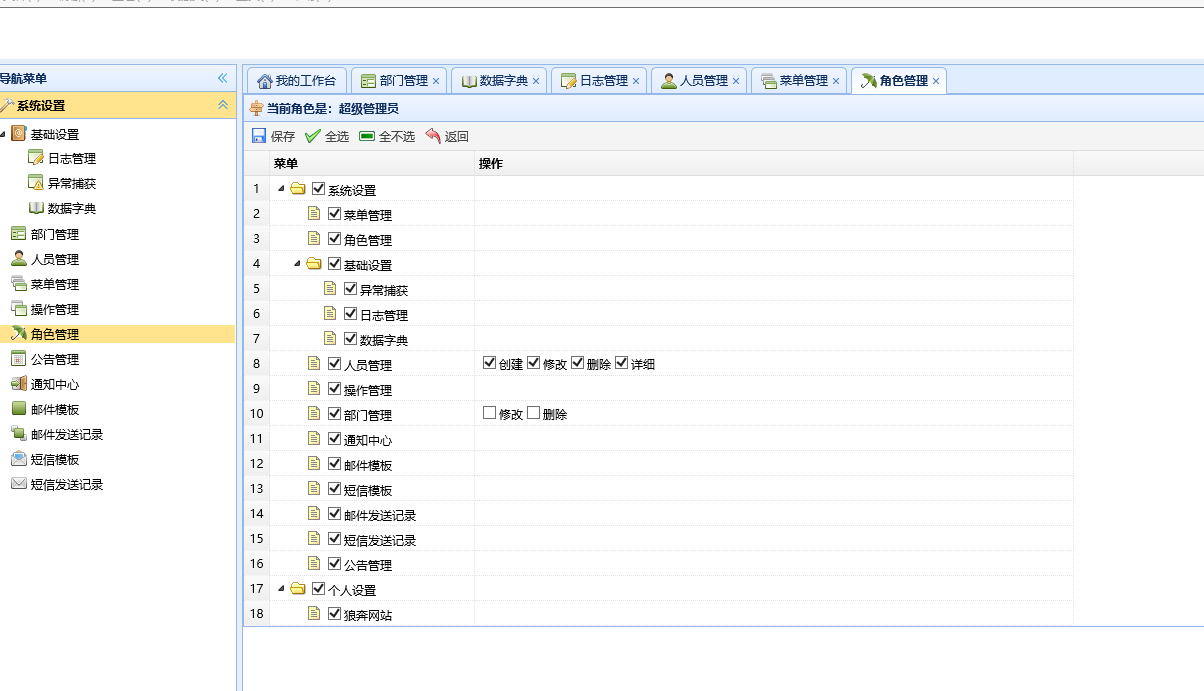 导航菜单
系统设置
基础设置
日志管理
异常捕获
数据字典
部门管理
人员管理
菜单管理
操作管理
角色管理
公告管理
通知中心
邮件模板
邮件发送记录
短信模板
短信发送记录
我的工作台 部门管理 数据字典 日志管理 人员管理 菜单管理 角色管理
当前角色是：超级管理员
保存 全选 全不选 返回
菜单 操作
1 系统设置
2 菜单管理
3 角色管理
4 基础设置
5 异常捕获
6 日志管理
7 数据字典
8 人员管理 创建 修改 删除 详细
9 操作管理
10 部门管理 修改 删除
11 通知中心
12 邮件模板
13 短信模板
14 邮件发送记录
15 短信发送记录
16 公告管理
17 个人设置
18 狼奔网站